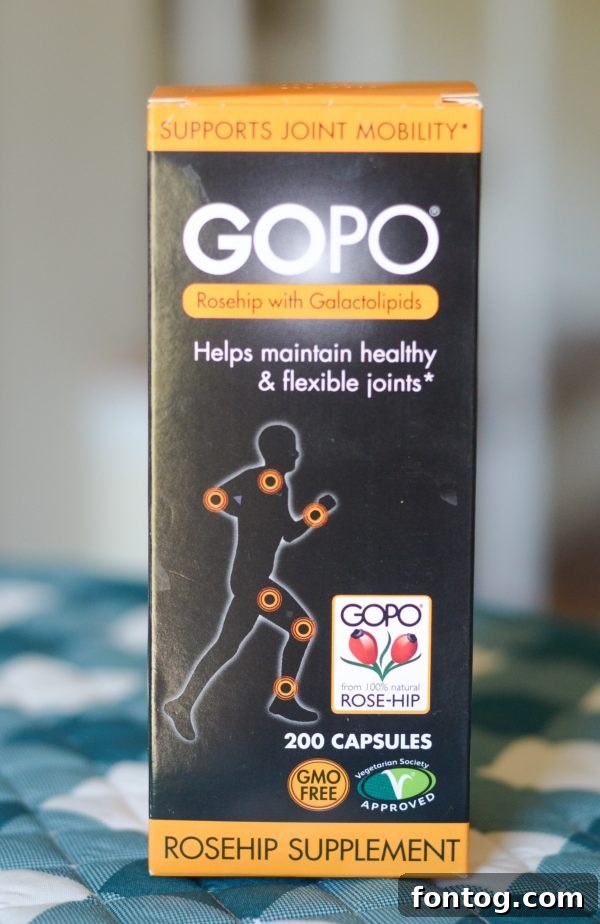 SUPPORTS JOINT MOBILITY*
GOPO®
Rosehip with Galactolipids
Helps maintain healthy
& flexible joints*
GOPO®
from 100% natural
ROSE-HIP
200 CAPSULES
GMO
FREE
Vegetarian Society
APPROVED
ROSEHIP SUPPLEMENT
fontog.com